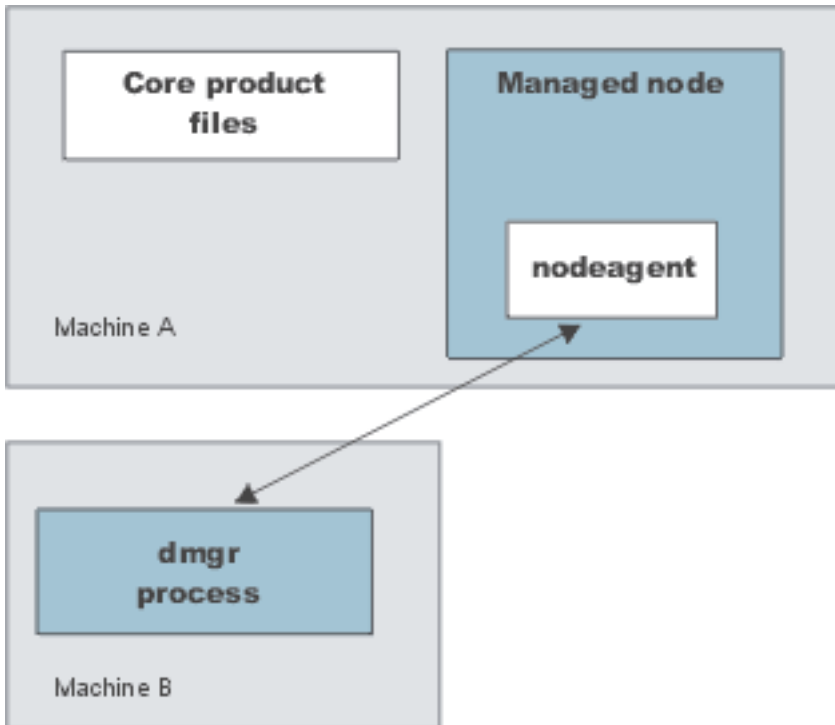 Core product
files
Managed node
nodeagent
Machine A
dmgr
process
Machine B